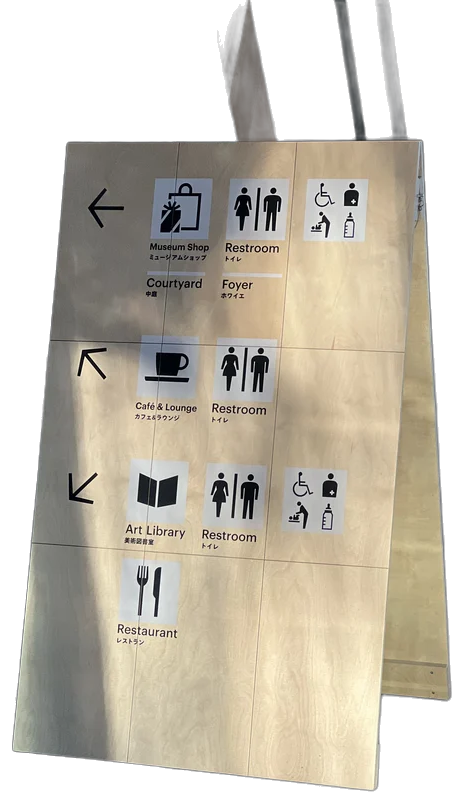 Museum Shop Restroom
ミュージアムショップ トイレ
Courtyard Foyer
中庭 ホワイエ
Café & Lounge Restroom
カフェ&ラウンジ トイレ
Art Library Restroom
美術図書室 トイレ
Restaurant
レストラン